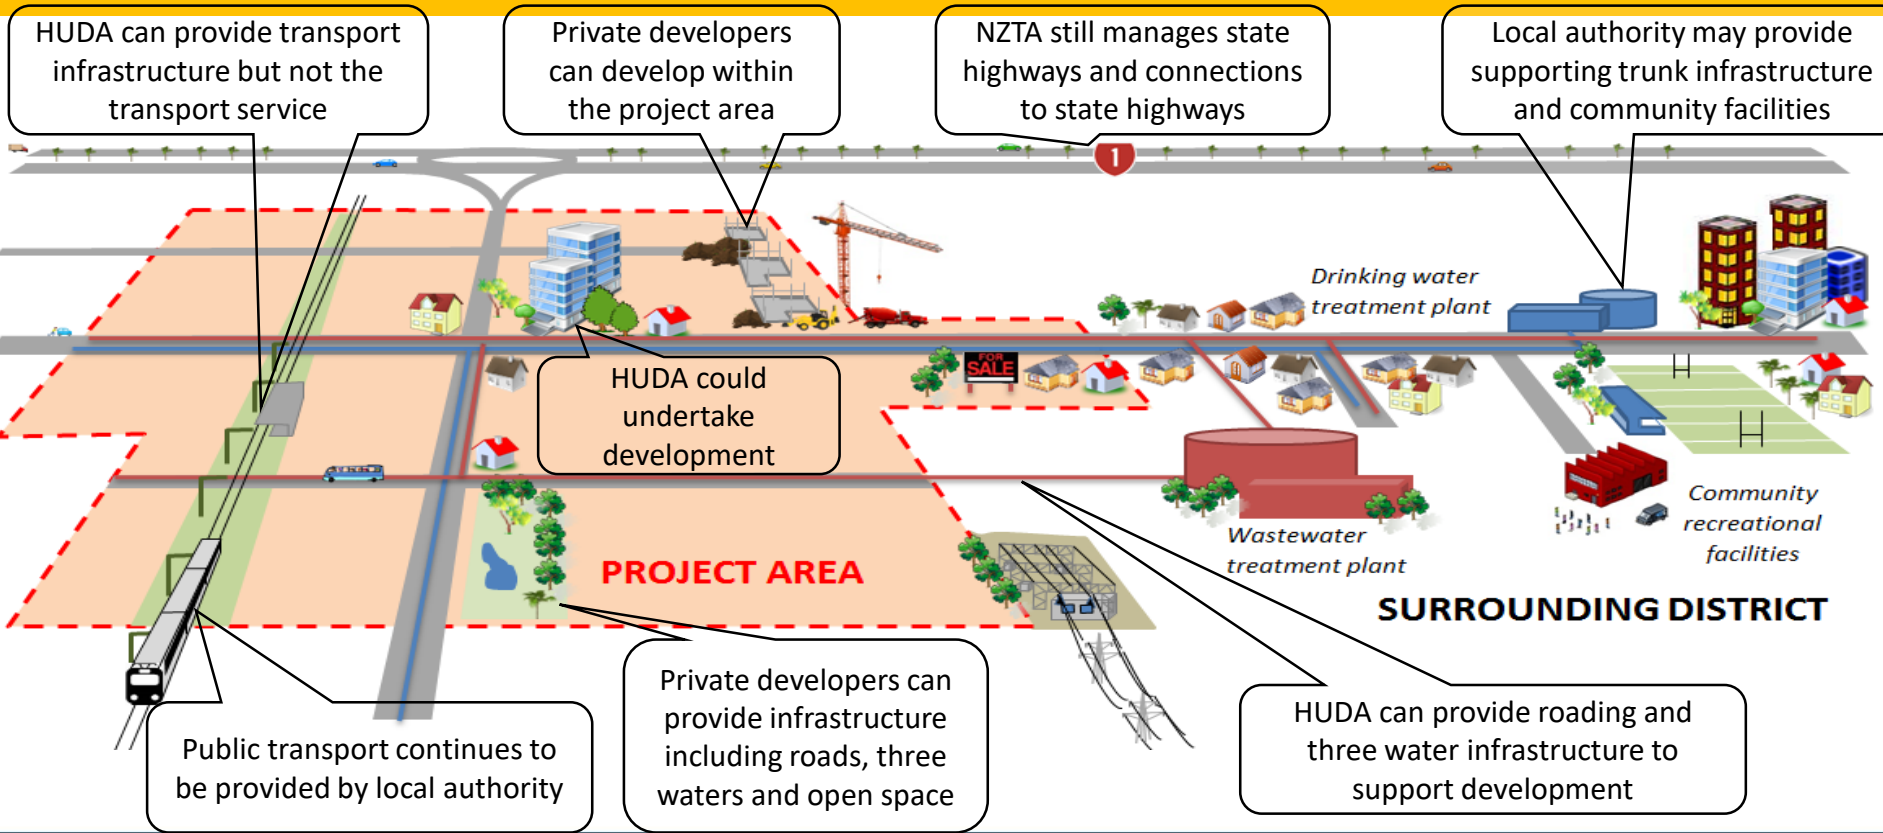 HUDA can provide transport
infrastructure but not the
transport service
Private developers
can develop within
the project area
NZTA still manages state
highways and connections
to state highways
Local authority may provide
supporting trunk infrastructure
and community facilities
1
Drinking water
treatment plant
FOR
SALE
HUDA could
undertake
development
Community
recreational
facilities
Wastewater
treatment plant
PROJECT AREA
SURROUNDING DISTRICT
Public transport continues to
be provided by local authority
Private developers can
provide infrastructure
including roads, three
waters and open space
HUDA can provide roading and
three water infrastructure to
support development